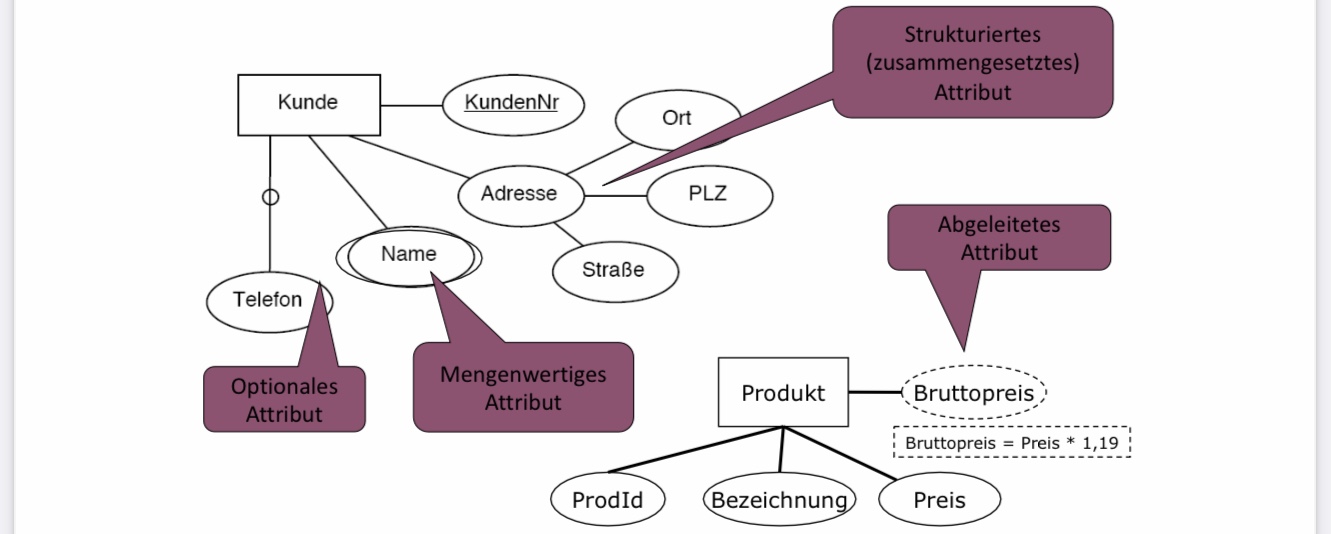 Strukturiertes
(zusammengesetztes)
Attribut
Kunde
KundenNr
Ort
Adresse
PLZ
Abgeleitetes
Attribut
Name
Straße
Telefon
Optionales
Attribut
Mengenwertiges
Attribut
Produkt
Bruttopreis
Bruttopreis = Preis * 1,19
ProdId
Bezeichnung
Preis